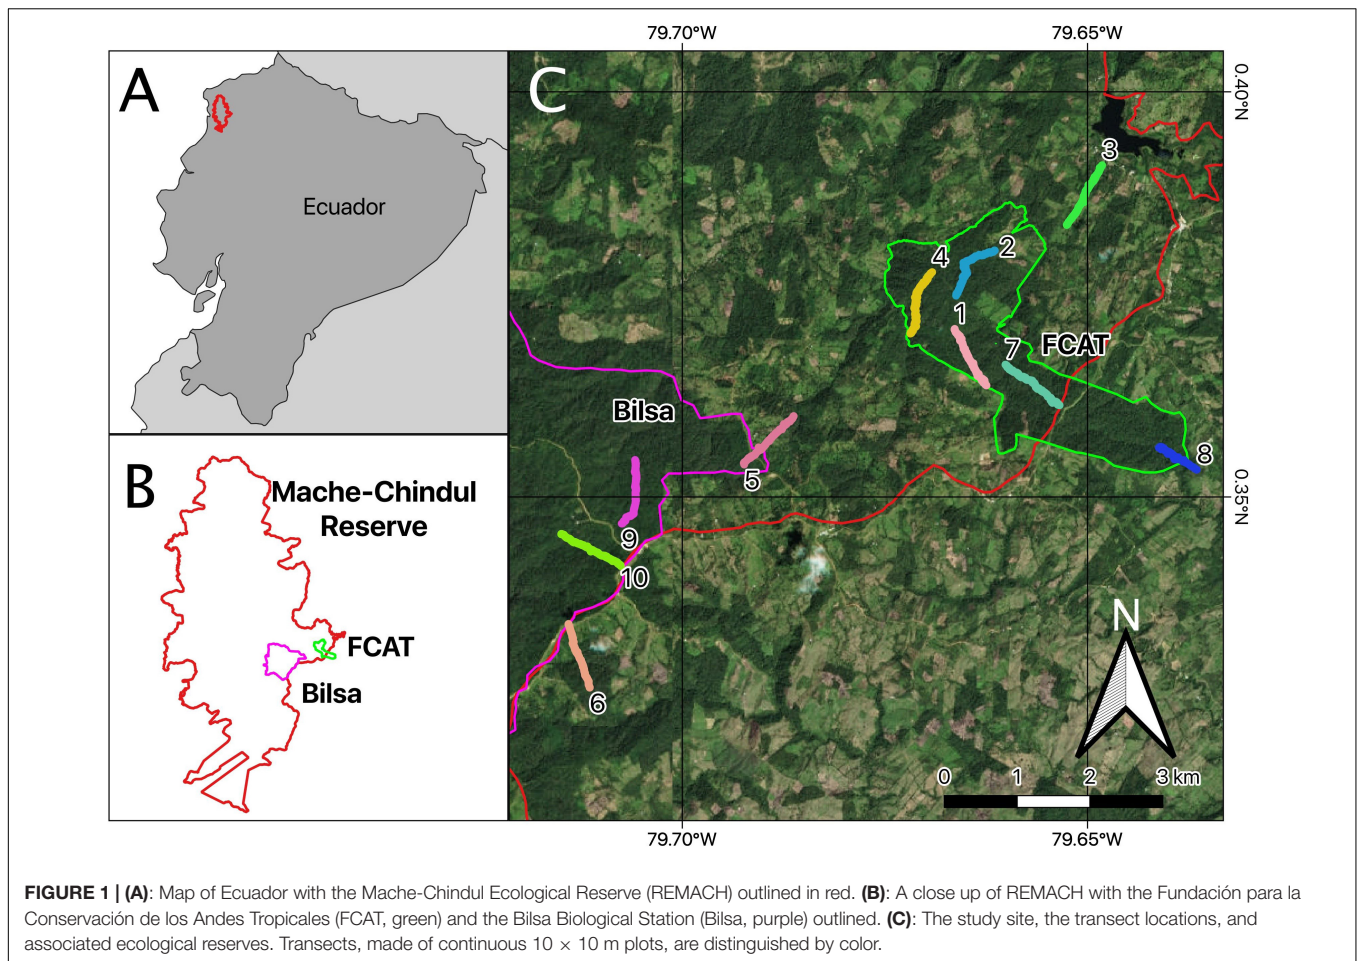 A
Ecuador
B
Mache-Chindul
Reserve
FCAT
Bilsa
79.70°W
79.65°W
C
0.40°N
3
2
4
1
7
FCAT
Bilsa
8
5
0.35°N
9
10
6
N
0 1 2 3 km
79.70°W
79.65°W
FIGURE 1 | (A): Map of Ecuador with the Mache-Chindul Ecological Reserve (REMACH) outlined in red. (B): A close up of REMACH with the Fundación para la
Conservación de los Andes Tropicales (FCAT, green) and the Bilsa Biological Station (Bilsa, purple) outlined. (C): The study site, the transect locations, and
associated ecological reserves. Transects, made of continuous 10 × 10 m plots, are distinguished by color.